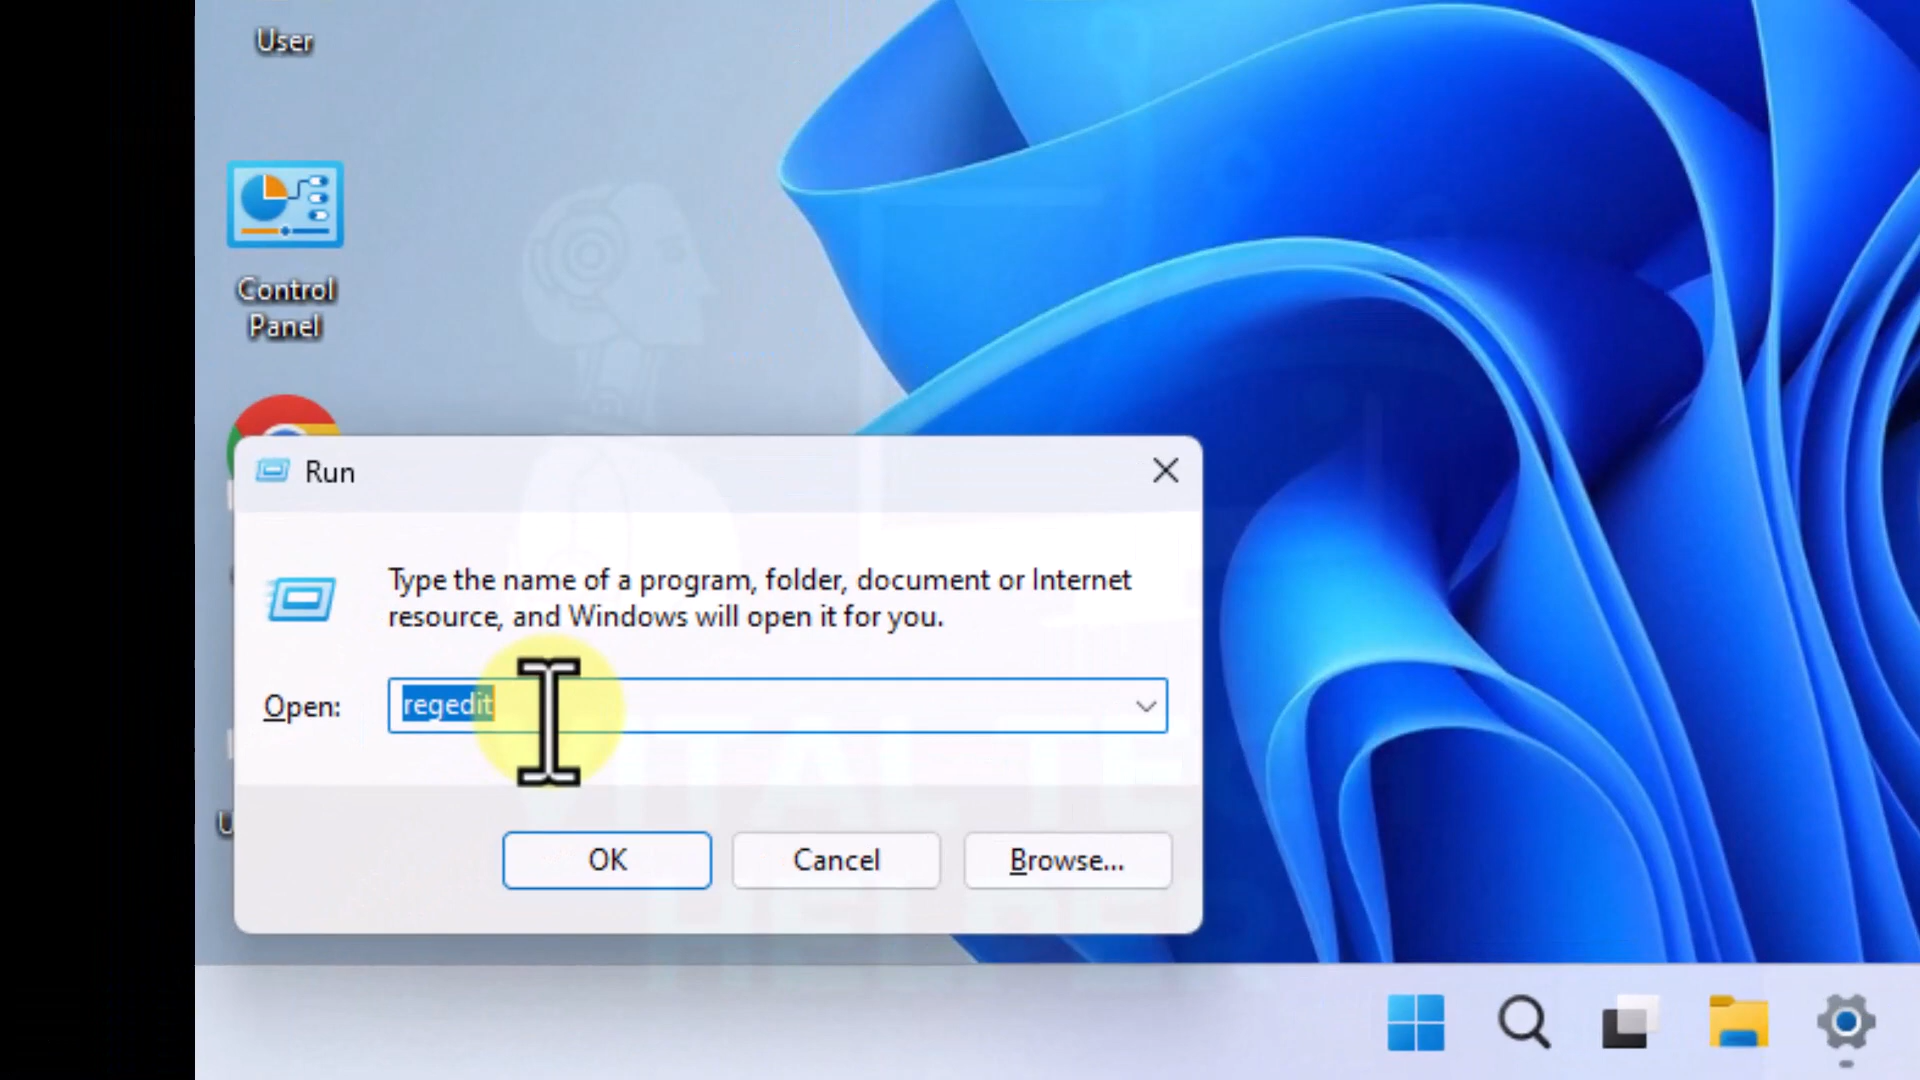 User
Control
Panel
Run
Type the name of a program, folder, document or Internet
resource, and Windows will open it for you.
Open:
regedit
OK
Cancel
Browse...